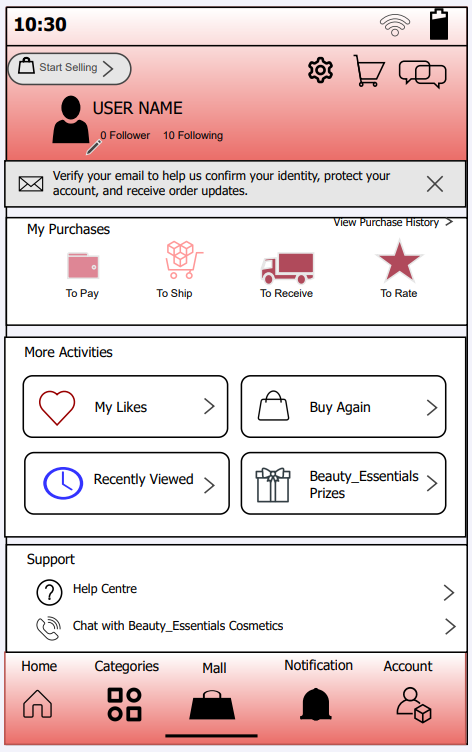 10:30
Start Selling
USER NAME
0 Follower 10 Following
Verify your email to help us confirm your identity, protect your
account, and receive order updates.
My Purchases
View Purchase History
To Pay
To Ship
To Receive
To Rate
More Activities
My Likes
Buy Again
Recently Viewed
Beauty_Essentials
Prizes
Support
Help Centre
Chat with Beauty_Essentials Cosmetics
Home
Categories
Mall
Notification
Account